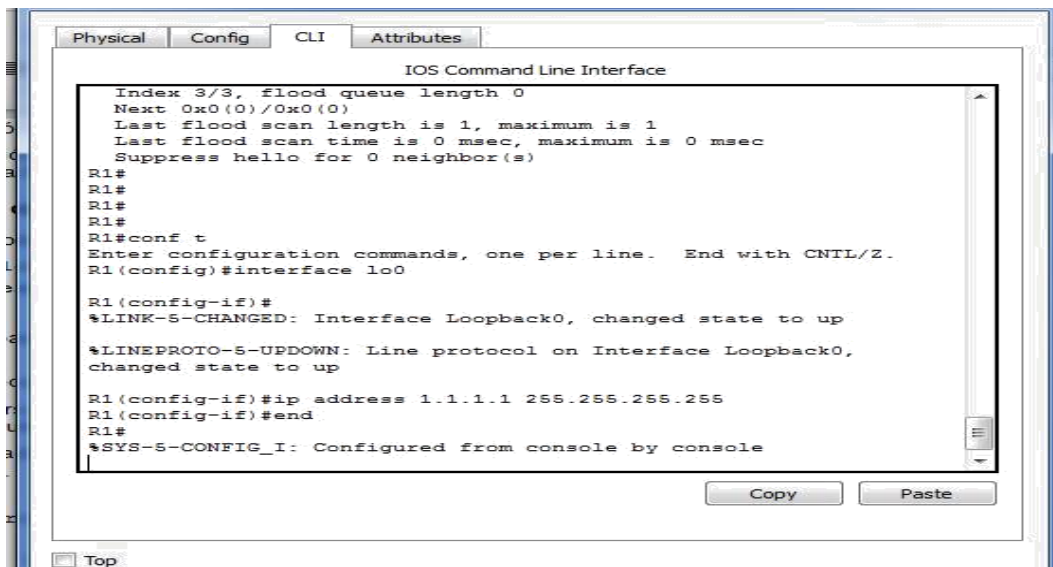 Physical Config CLI Attributes
IOS Command Line Interface
Index 3/3, flood queue length 0
Next 0x0(0)/0x0(0)
Last flood scan length is 1, maximum is 1
Last flood scan time is 0 msec, maximum is 0 msec
Suppress hello for 0 neighbor(s)
R1#
R1#
R1#
R1#
R1#conf t
Enter configuration commands, one per line.  End with CNTL/Z.
R1(config)#interface lo0
R1(config-if)#
%LINK-5-CHANGED: Interface Loopback0, changed state to up
%LINEPROTO-5-UPDOWN: Line protocol on Interface Loopback0,
changed state to up
R1(config-if)#ip address 1.1.1.1 255.255.255.255
R1(config-if)#end
R1#
%SYS-5-CONFIG_I: Configured from console by console
Copy Paste
Top